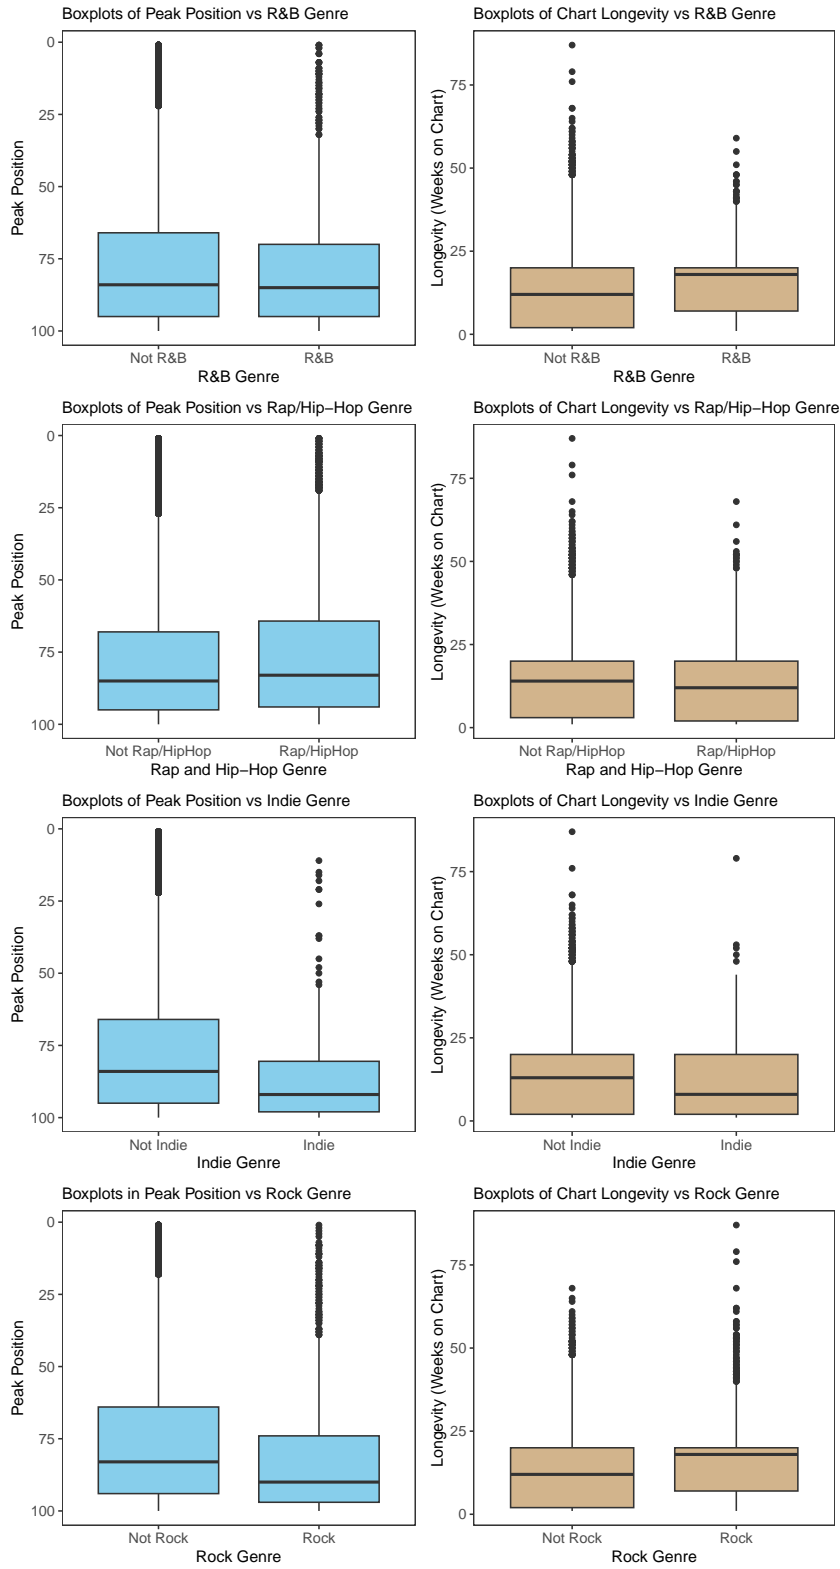 Boxplots of Peak Position vs R&B Genre
Peak Position
0
25
50
75
100
Not R&B
R&B
R&B Genre
Boxplots of Chart Longevity vs R&B Genre
Longevity (Weeks on Chart)
75
50
25
0
Not R&B
R&B
R&B Genre
Boxplots of Peak Position vs Rap/Hip−Hop Genre
Peak Position
0
25
50
75
100
Not Rap/HipHop
Rap/HipHop
Rap and Hip−Hop Genre
Boxplots of Chart Longevity vs Rap/Hip−Hop Genre
Longevity (Weeks on Chart)
75
50
25
0
Not Rap/HipHop
Rap/HipHop
Rap and Hip−Hop Genre
Boxplots of Peak Position vs Indie Genre
Peak Position
0
25
50
75
100
Not Indie
Indie
Indie Genre
Boxplots of Chart Longevity vs Indie Genre
Longevity (Weeks on Chart)
75
50
25
0
Not Indie
Indie
Indie Genre
Boxplots in Peak Position vs Rock Genre
Peak Position
0
25
50
75
100
Not Rock
Rock
Rock Genre
Boxplots of Chart Longevity vs Rock Genre
Longevity (Weeks on Chart)
75
50
25
0
Not Rock
Rock
Rock Genre